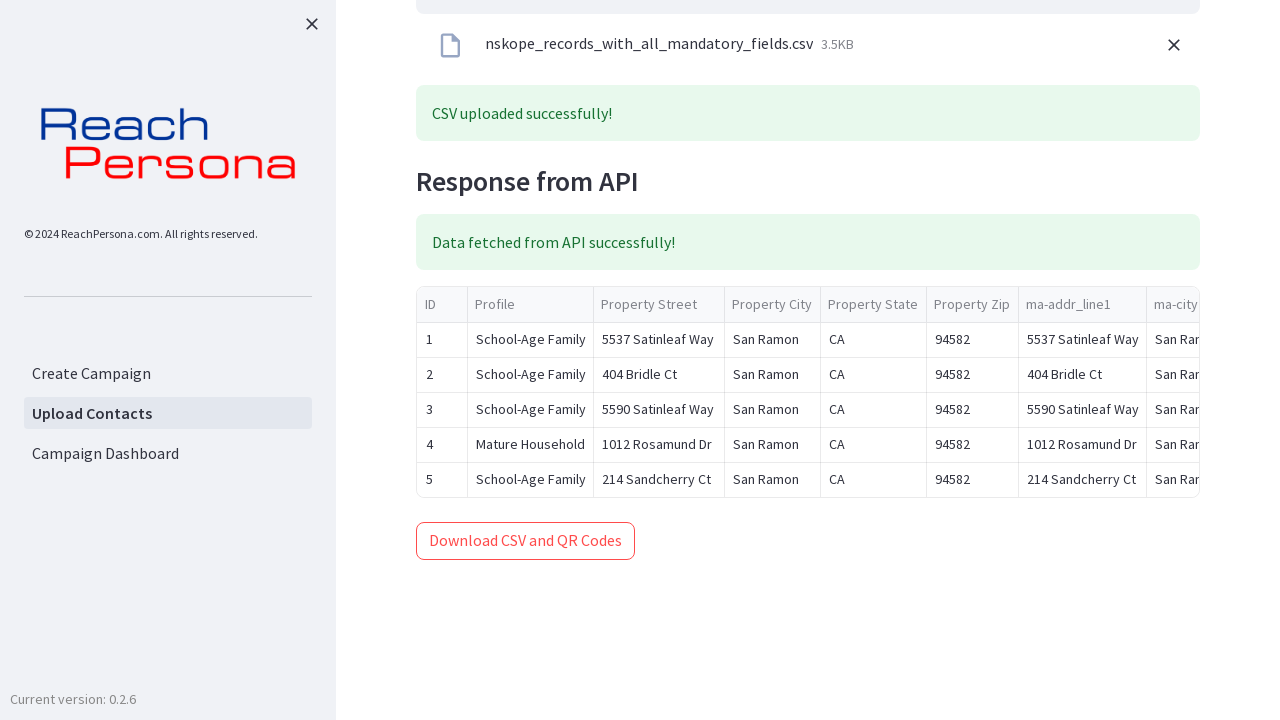 Reach
Persona
© 2024 ReachPersona.com. All rights reserved.
Create Campaign
Upload Contacts
Campaign Dashboard
Current version: 0.2.6
nskope_records_with_all_mandatory_fields.csv 3.5KB
CSV uploaded successfully!
Response from API
Data fetched from API successfully!
ID Profile Property Street Property City Property State Property Zip ma-addr_line1 ma-city
1 School-Age Family 5537 Satinleaf Way San Ramon CA 94582 5537 Satinleaf Way San Ran
2 School-Age Family 404 Bridle Ct San Ramon CA 94582 404 Bridle Ct San Ran
3 School-Age Family 5590 Satinleaf Way San Ramon CA 94582 5590 Satinleaf Way San Ran
4 Mature Household 1012 Rosamund Dr San Ramon CA 94582 1012 Rosamund Dr San Ran
5 School-Age Family 214 Sandcherry Ct San Ramon CA 94582 214 Sandcherry Ct San Ran
Download CSV and QR Codes